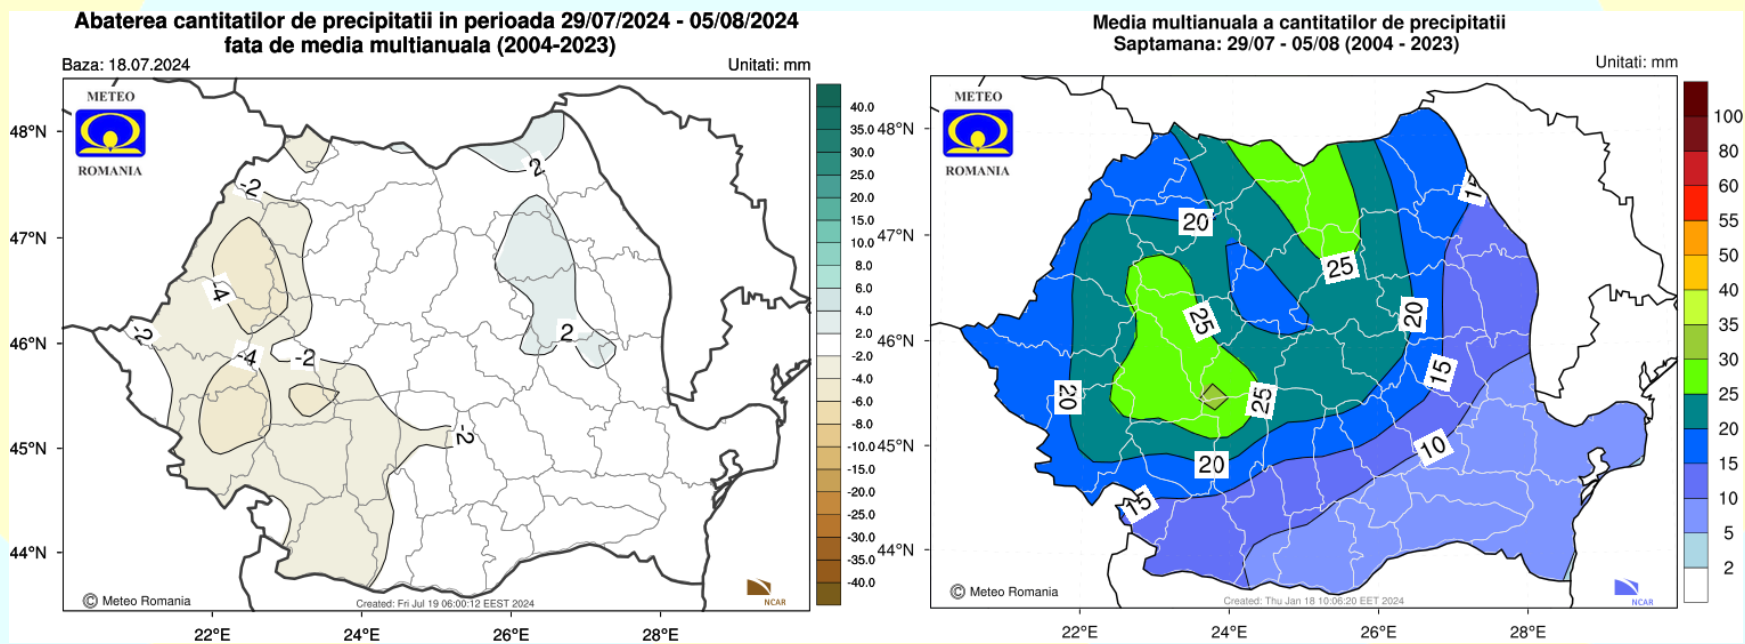 Abaterea cantitatilor de precipitatii in perioada 29/07/2024 - 05/08/2024
fata de media multianuala (2004-2023)
Baza: 18.07.2024
Unitati: mm
METEO
ROMANIA
48°N
47°N
46°N
45°N
44°N
22°E
24°E
26°E
28°E
-2
-4
-2
-4
-2
-2
2
2
40.0
35.0
30.0
25.0
20.0
15.0
10.0
8.0
6.0
4.0
2.0
-2.0
-4.0
-6.0
-8.0
-10.0
-15.0
-20.0
-25.0
-30.0
-35.0
-40.0
© Meteo Romania
Created: Fri Jul 19 06:00:12 EEST 2024
NCAR
Media multianuala a cantitatilor de precipitatii
Saptamana: 29/07 - 05/08 (2004 - 2023)
Unitati: mm
METEO
ROMANIA
48°N
47°N
46°N
45°N
44°N
22°E
24°E
26°E
28°E
15
20
25
25
20
15
20
25
10
20
15
100
80
60
55
50
40
35
30
25
20
15
10
5
2
© Meteo Romania
Created: Thu Jan 18 10:06:20 EET 2024
NCAR